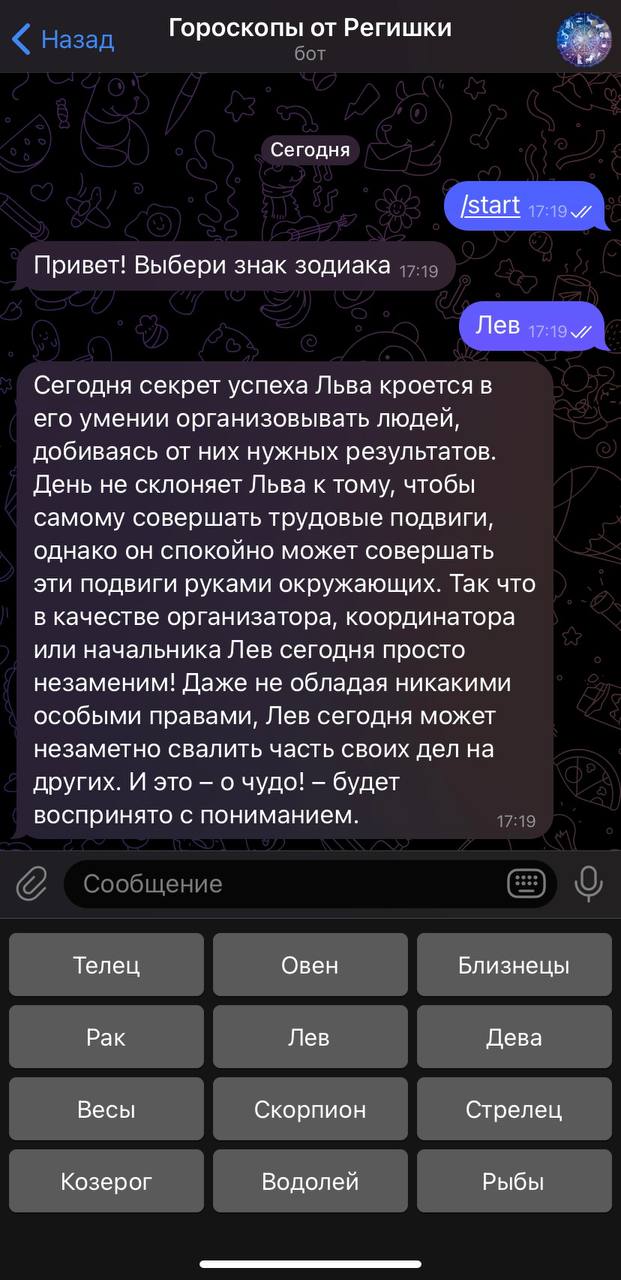 Назад
Гороскопы от Регишки
бот
Сегодня
/start 17:19
Привет! Выбери знак зодиака 17:19
Лев 17:19
Сегодня секрет успеха Льва кроется в
его умении организовывать людей,
добиваясь от них нужных результатов.
День не склоняет Льва к тому, чтобы
самому совершать трудовые подвиги,
однако он спокойно может совершать
эти подвиги руками окружающих. Так что
в качестве организатора, координатора
или начальника Лев сегодня просто
незаменим! Даже не обладая никакими
особыми правами, Лев сегодня может
незаметно свалить часть своих дел на
других. И это – о чудо! – будет
воспринято с пониманием. 17:19
Сообщение
Телец Овен Близнецы
Рак Лев Дева
Весы Скорпион Стрелец
Козерог Водолей Рыбы